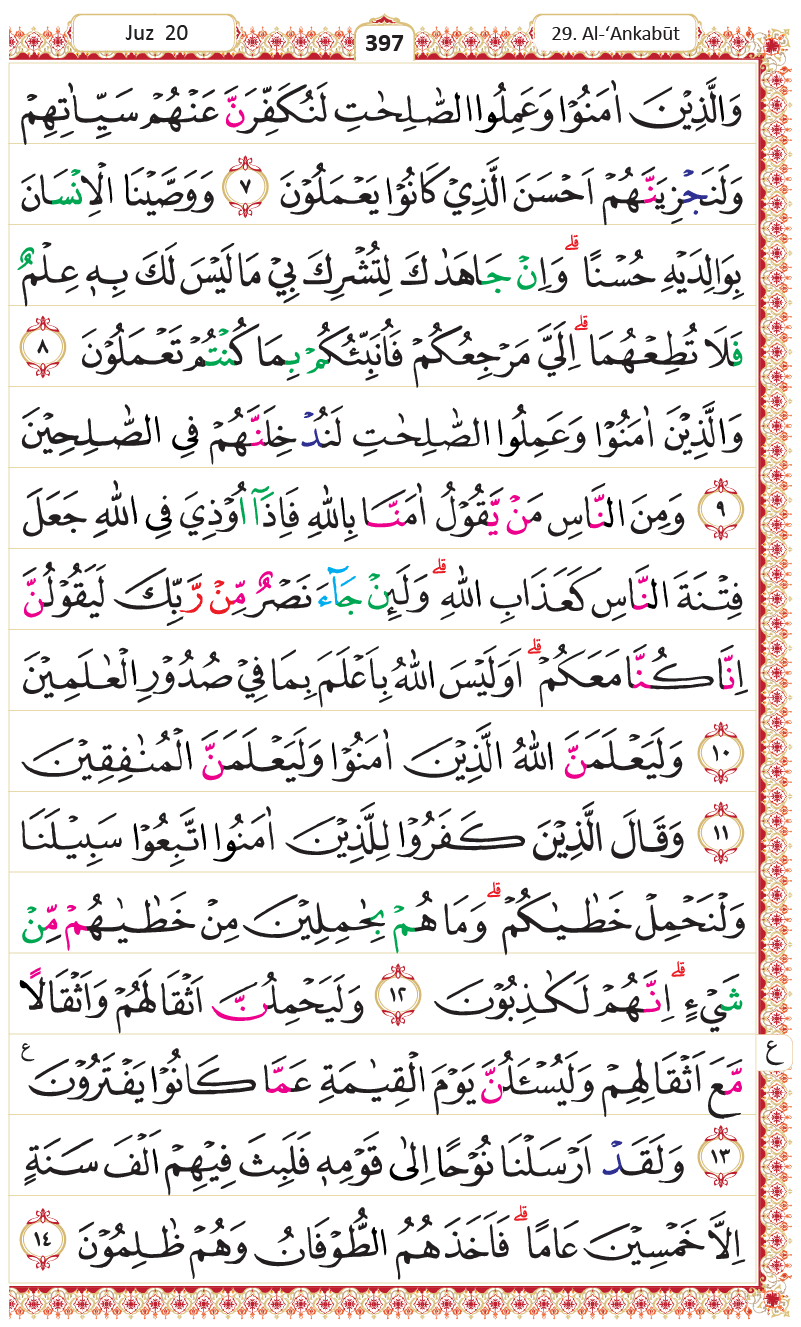 Juz 20
397
29. Al-‘Ankabūt
وَالَّذِيْنَ اٰمَنُوْا وَعَمِلُوا الصّٰلِحٰتِ لَنُكَفِّرَنَّ عَنْهُمْ سَيِّاٰتِهِمْ
وَلَنَجْزِيَنَّهُمْ اَحْسَنَ الَّذِيْ كَانُوْا يَعْمَلُوْنَ ٧ وَوَصَّيْنَا الْاِنْسَانَ
بِوَالِدَيْهِ حُسْنًا ۗ وَاِنْ جَاهَدٰكَ لِتُشْرِكَ بِيْ مَا لَيْسَ لَكَ بِهٖ عِلْمٌ
فَلَا تُطِعْهُمَا ۗ اِلَيَّ مَرْجِعُكُمْ فَاُنَبِّئُكُمْ بِمَا كُنْتُمْ تَعْمَلُوْنَ ٨
وَالَّذِيْنَ اٰمَنُوْا وَعَمِلُوا الصّٰلِحٰتِ لَنُدْخِلَنَّهُمْ فِى الصّٰلِحِيْنَ
٩ وَمِنَ النَّاسِ مَنْ يَّقُوْلُ اٰمَنَّا بِاللّٰهِ فَاِذَآ اُوْذِيَ فِى اللّٰهِ جَعَلَ
فِتْنَةَ النَّاسِ كَعَذَابِ اللّٰهِ ۗ وَلَىِٕنْ جَاۤءَ نَصْرٌ مِّنْ رَّبِّكَ لَيَقُوْلُنَّ
اِنَّا كُنَّا مَعَكُمْ ۗ اَوَلَيْسَ اللّٰهُ بِاَعْلَمَ بِمَا فِيْ صُدُوْرِ الْعٰلَمِيْنَ
١٠ وَلَيَعْلَمَنَّ اللّٰهُ الَّذِيْنَ اٰمَنُوْا وَلَيَعْلَمَنَّ الْمُنٰفِقِيْنَ
١١ وَقَالَ الَّذِيْنَ كَفَرُوْا لِلَّذِيْنَ اٰمَنُوا اتَّبِعُوْا سَبِيْلَنَا
وَلْنَحْمِلْ خَطٰيٰكُمْ ۗ وَمَا هُمْ بِحٰمِلِيْنَ مِنْ خَطٰيٰهُمْ مِّنْ
شَيْءٍ ۗ اِنَّهُمْ لَكٰذِبُوْنَ ١٢ وَلَيَحْمِلُنَّ اَثْقَالَهُمْ وَاَثْقَالًا
مَّعَ اَثْقَالِهِمْ وَلَيُسْـَٔلُنَّ يَوْمَ الْقِيٰمَةِ عَمَّا كَانُوْا يَفْتَرُوْنَ ع
ع
١٣ وَلَقَدْ اَرْسَلْنَا نُوْحًا اِلٰى قَوْمِهٖ فَلَبِثَ فِيْهِمْ اَلْفَ سَنَةٍ
اِلَّا خَمْسِيْنَ عَامًا ۗ فَاَخَذَهُمُ الطُّوْفَانُ وَهُمْ ظٰلِمُوْنَ ١٤